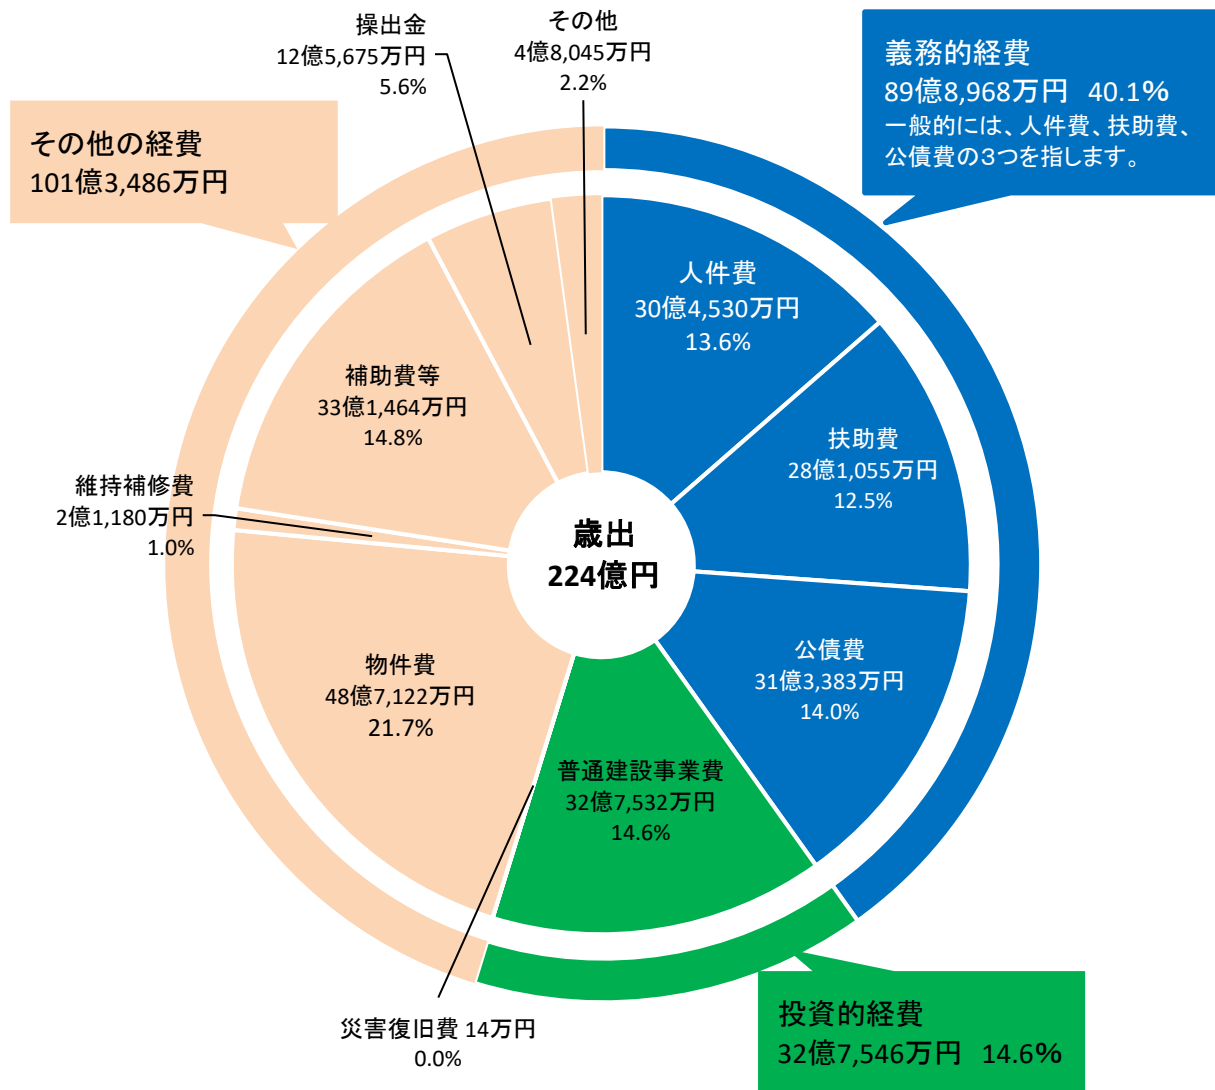 操出金
12億5,675万円
5.6%
その他
4億8,045万円
2.2%
義務的経費
89億8,968万円 40.1%
一般的には、人件費、扶助費、
公債費の3つを指します。
その他の経費
101億3,486万円
人件費
30億4,530万円
13.6%
補助費等
33億1,464万円
14.8%
扶助費
28億1,055万円
12.5%
維持補修費
2億1,180万円
1.0%
歳出
224億円
物件費
48億7,122万円
21.7%
公債費
31億3,383万円
14.0%
普通建設事業費
32億7,532万円
14.6%
災害復旧費 14万円
0.0%
投資的経費
32億7,546万円 14.6%